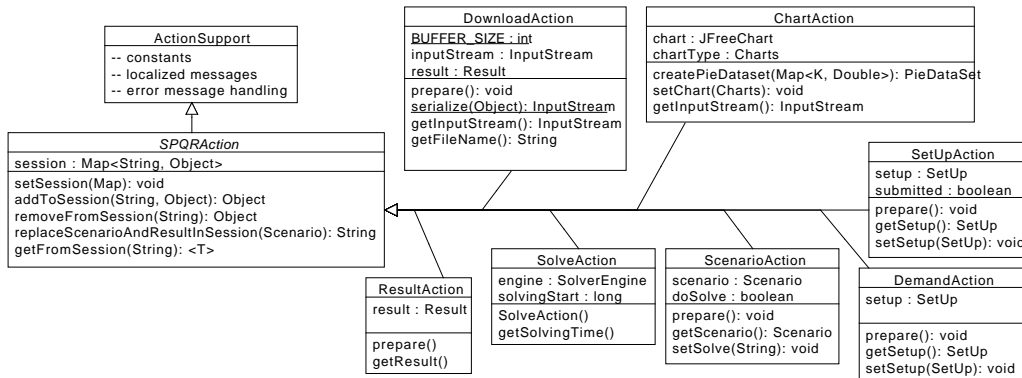 ActionSupport
-- constants
-- localized messages
-- error message handling
SPQRAction
session : Map<String, Object>
setSession(Map): void
addToSession(String, Object): Object
removeFromSession(String): Object
replaceScenarioAndResultInSession(Scenario): String
getFromSession(String): <T>
DownloadAction
BUFFER_SIZE : int
inputStream : InputStream
result : Result
prepare(): void
serialize(Object): InputStream
getInputStream(): InputStream
getFileName(): String
ChartAction
chart : JFreeChart
chartType : Charts
createPieDataset(Map<K, Double>): PieDataSet
setChart(Charts): void
getInputStream(): InputStream
SetUpAction
setup : SetUp
submitted : boolean
prepare(): void
getSetup(): SetUp
setSetup(SetUp): void
ResultAction
result : Result
prepare()
getResult()
SolveAction
engine : SolverEngine
solvingStart : long
SolveAction()
getSolvingTime()
ScenarioAction
scenario : Scenario
doSolve : boolean
prepare(): void
getScenario(): Scenario
setSolve(String): void
DemandAction
setup : SetUp
prepare(): void
getSetup(): SetUp
setSetup(SetUp): void